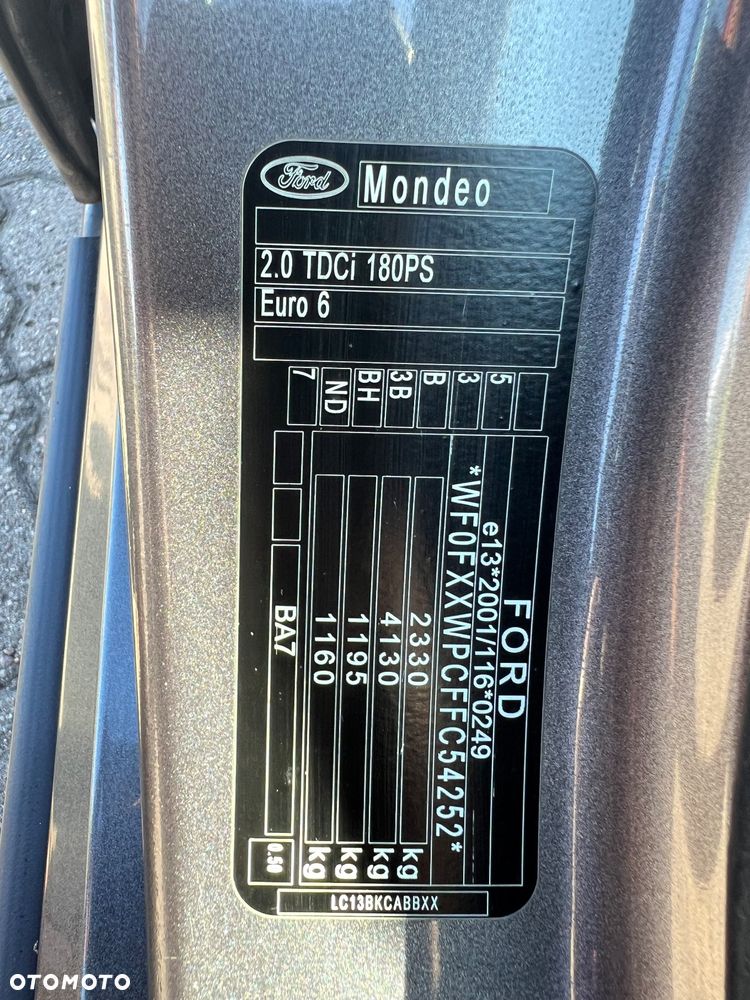 Ford Mondeo
2.0 TDCi 180PS
Euro 6
5
3
B
3B
BH
ND
7
FORD
e13*2001/116*0249
*WF0FXXWPCFFC54252*
2330 kg
4130 kg
1195 kg
1160 kg
BA7
0.50
LC13BKCABBXX
OTOMOTO